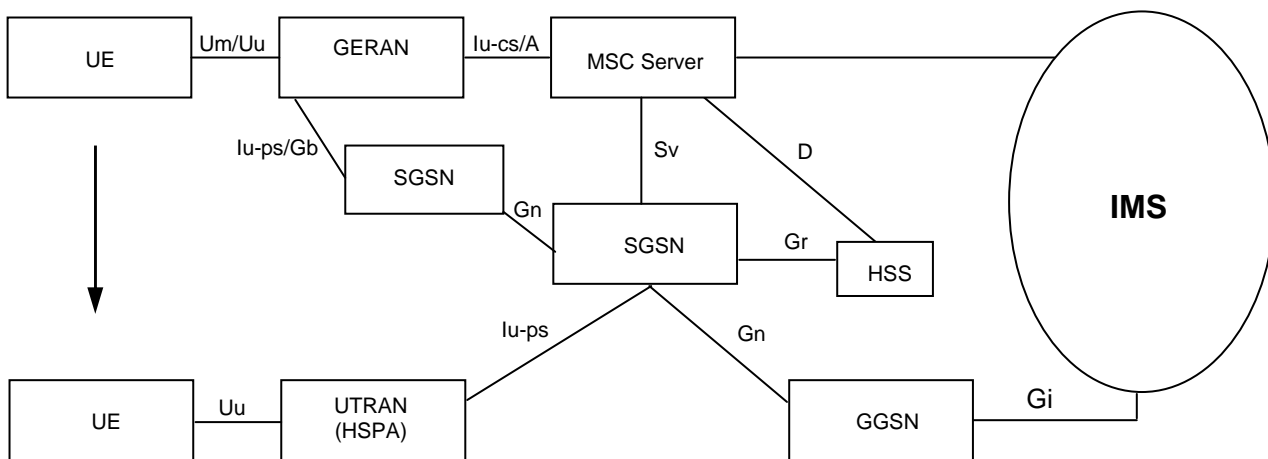 UE
Um/Uu
GERAN
Iu-cs/A
MSC Server
Iu-ps/Gb
SGSN
Gn
Sv
D
SGSN
Gr
HSS
IMS
Iu-ps
Gn
UE
Uu
UTRAN
(HSPA)
GGSN
Gi